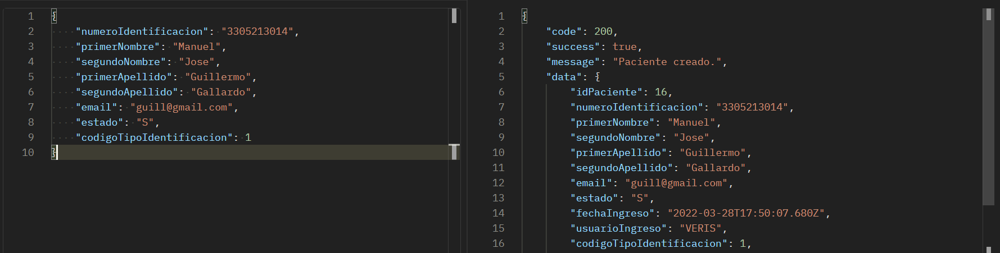 1 {
2 "numeroIdentificacion": "3305213014",
3 "primerNombre": "Manuel",
4 "segundoNombre": "Jose",
5 "primerApellido": "Guillermo",
6 "segundoApellido": "Gallardo",
7 "email": "guill@gmail.com",
8 "estado": "S",
9 "codigoTipoIdentificacion": 1
10 }
1 {
2 "code": 200,
3 "success": true,
4 "message": "Paciente creado.",
5 "data": {
6 "idPaciente": 16,
7 "numeroIdentificacion": "3305213014",
8 "primerNombre": "Manuel",
9 "segundoNombre": "Jose",
10 "primerApellido": "Guillermo",
11 "segundoApellido": "Gallardo",
12 "email": "guill@gmail.com",
13 "estado": "S",
14 "fechaIngreso": "2022-03-28T17:50:07.680Z",
15 "usuarioIngreso": "VERIS",
16 "codigoTipoIdentificacion": 1,